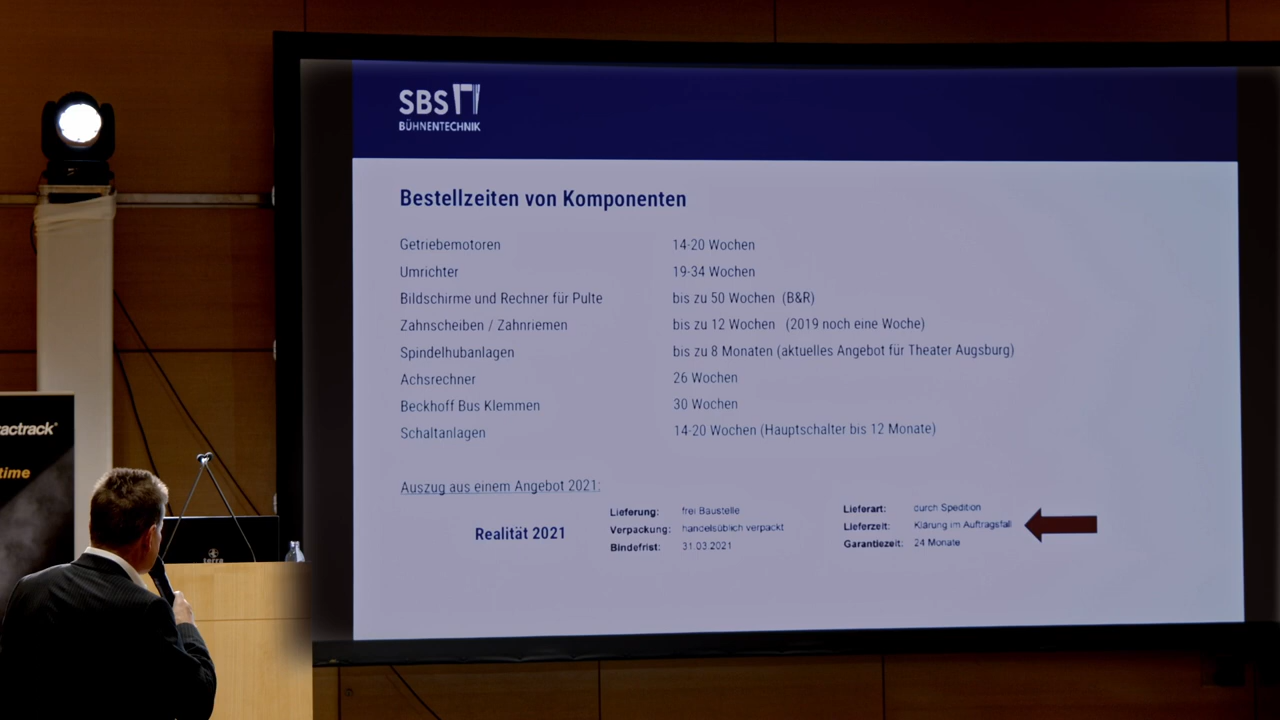 SBS
BÜHNENTECHNIK
Bestellzeiten von Komponenten
Getriebemotoren 14-20 Wochen
Umrichter 19-34 Wochen
Bildschirme und Rechner für Pulte bis zu 50 Wochen (B&R)
Zahnscheiben / Zahnriemen bis zu 12 Wochen (2019 noch eine Woche)
Spindelhubanlagen bis zu 8 Monaten (aktuelles Angebot für Theater Augsburg)
Achsrechner 26 Wochen
Beckhoff Bus Klemmen 30 Wochen
Schaltanlagen 14-20 Wochen (Hauptschalter bis 12 Monate)
Auszug aus einem Angebot 2021:
Realität 2021
Lieferung: frei Baustelle
Verpackung: handelsüblich verpackt
Bindefrist: 31.03.2021
Lieferart: durch Spedition
Lieferzeit: Klärung im Auftragsfall
Garantiezeit: 24 Monate
actrack®
time
terra